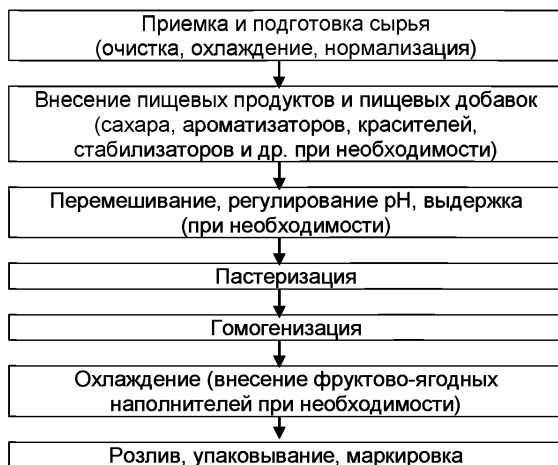 Приемка и подготовка сырья
(очистка, охлаждение, нормализация)
Внесение пищевых продуктов и пищевых добавок
(сахара, ароматизаторов, красителей,
стабилизаторов и др. при необходимости)
Перемешивание, регулирование pH, выдержка
(при необходимости)
Пастеризация
Гомогенизация
Охлаждение (внесение фруктово-ягодных
наполнителей при необходимости)
Розлив, упаковывание, маркировка